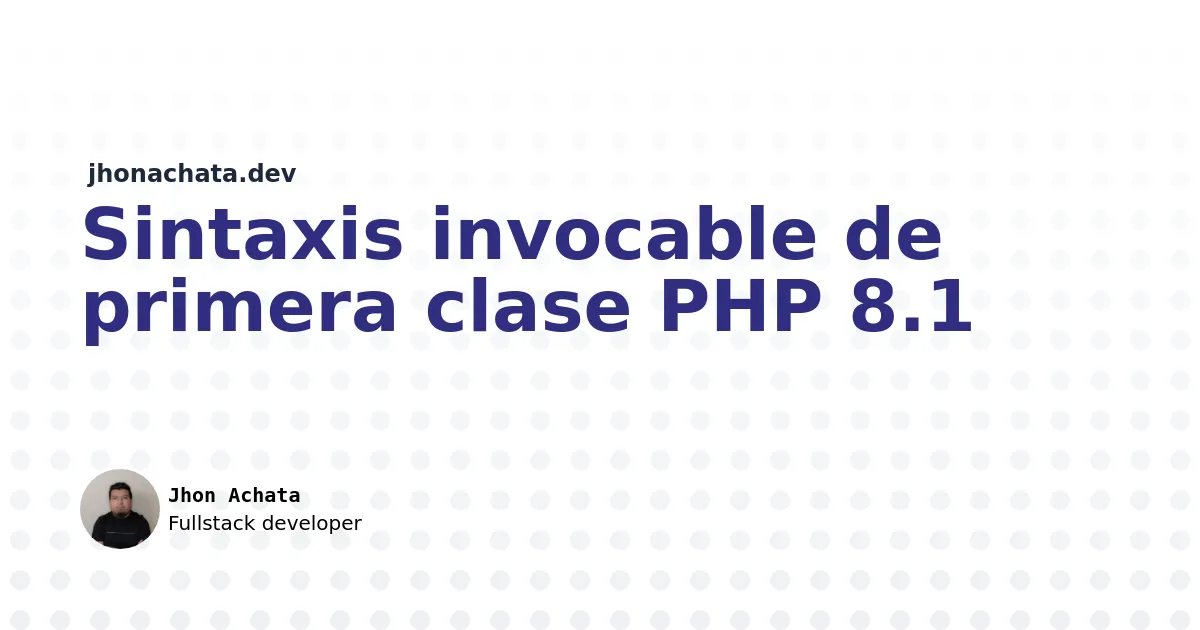 jhonachata.dev
Sintaxis invocable de
primera clase PHP 8.1
Jhon Achata
Fullstack developer